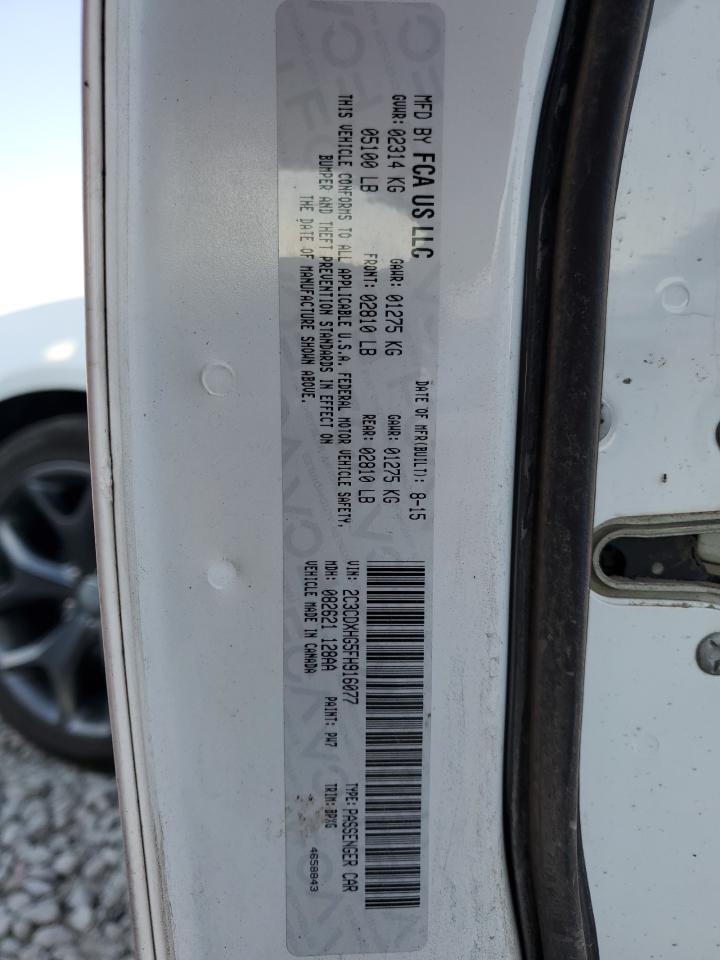 MFD BY FCA US LLC
DATE OF MFR(BUILT): 8-15
GVWR: 02314 KG GAWR: 01275 KG GAWR: 01275 KG
05100 LB FRONT: 02810 LB REAR: 02810 LB
THIS VEHICLE CONFORMS TO ALL APPLICABLE U.S.A. FEDERAL MOTOR VEHICLE SAFETY,
BUMPER AND THEFT PREVENTION STANDARDS IN EFFECT ON
THE DATE OF MANUFACTURE SHOWN ABOVE.
VIN: 2C3CDXHG5FH916077 TYPE: PASSENGER CAR
MDH: 082621 128AA PAINT: PW7 TRIM: BPXG
VEHICLE MADE IN CANADA
4658843